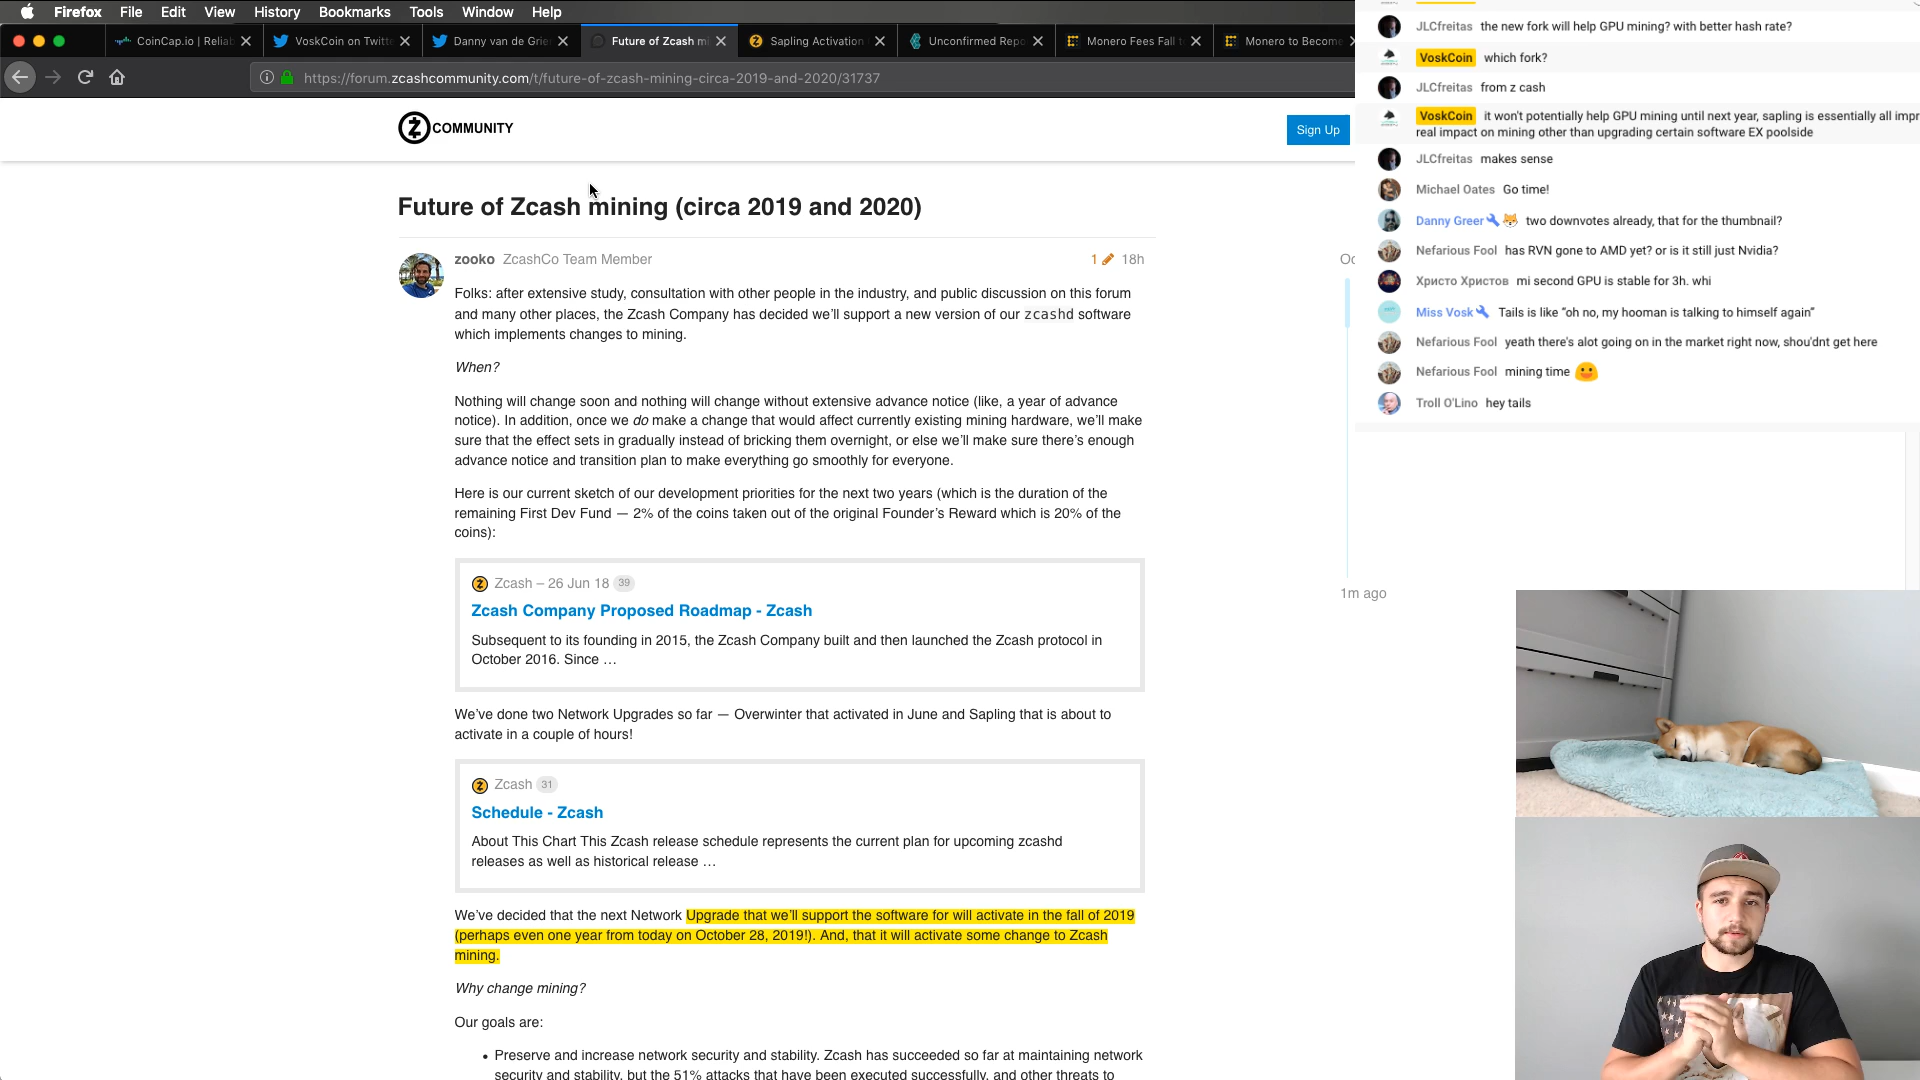 Firefox File Edit View History Bookmarks Tools Window Help
CoinCap.io | Reliab
VoskCoin on Twitt
Danny van de Grie
Future of Zcash mi
Sapling Activation
Unconfirmed Repo
Monero Fees Fall t
Monero to Become
https://forum.zcashcommunity.com/t/future-of-zcash-mining-circa-2019-and-2020/31737
COMMUNITY
Sign Up
Future of Zcash mining (circa 2019 and 2020)
zooko ZcashCo Team Member 1 18h
Folks: after extensive study, consultation with other people in the industry, and public discussion on this forum
and many other places, the Zcash Company has decided we’ll support a new version of our zcashd software
which implements changes to mining.
When?
Nothing will change soon and nothing will change without extensive advance notice (like, a year of advance
notice). In addition, once we do make a change that would affect currently existing mining hardware, we’ll make
sure that the effect sets in gradually instead of bricking them overnight, or else we’ll make sure there’s enough
advance notice and transition plan to make everything go smoothly for everyone.
Here is our current sketch of our development priorities for the next two years (which is the duration of the
remaining First Dev Fund — 2% of the coins taken out of the original Founder’s Reward which is 20% of the
coins):
Zcash – 26 Jun 18 39
Zcash Company Proposed Roadmap - Zcash
Subsequent to its founding in 2015, the Zcash Company built and then launched the Zcash protocol in
October 2016. Since …
We’ve done two Network Upgrades so far — Overwinter that activated in June and Sapling that is about to
activate in a couple of hours!
Zcash 31
Schedule - Zcash
About This Chart This Zcash release schedule represents the current plan for upcoming zcashd
releases as well as historical release …
We’ve decided that the next Network Upgrade that we’ll support the software for will activate in the fall of 2019
(perhaps even one year from today on October 28, 2019!). And, that it will activate some change to Zcash
mining.
Why change mining?
Our goals are:
• Preserve and increase network security and stability. Zcash has succeeded so far at maintaining network
security and stability, but the 51% attacks that have been executed successfully, and other threats to
Oc
1m ago
JLCfreitas the new fork will help GPU mining? with better hash rate?
VoskCoin which fork?
JLCfreitas from z cash
VoskCoin it won't potentially help GPU mining until next year, sapling is essentially all impr
real impact on mining other than upgrading certain software EX poolside
JLCfreitas makes sense
Michael Oates Go time!
Danny Greer two downvotes already, that for the thumbnail?
Nefarious Fool has RVN gone to AMD yet? or is it still just Nvidia?
Христо Христов mi second GPU is stable for 3h. whi
Miss Vosk Tails is like “oh no, my hooman is talking to himself again”
Nefarious Fool yeath there's alot going on in the market right now, shou'dnt get here
Nefarious Fool mining time
Troll O'Lino hey tails